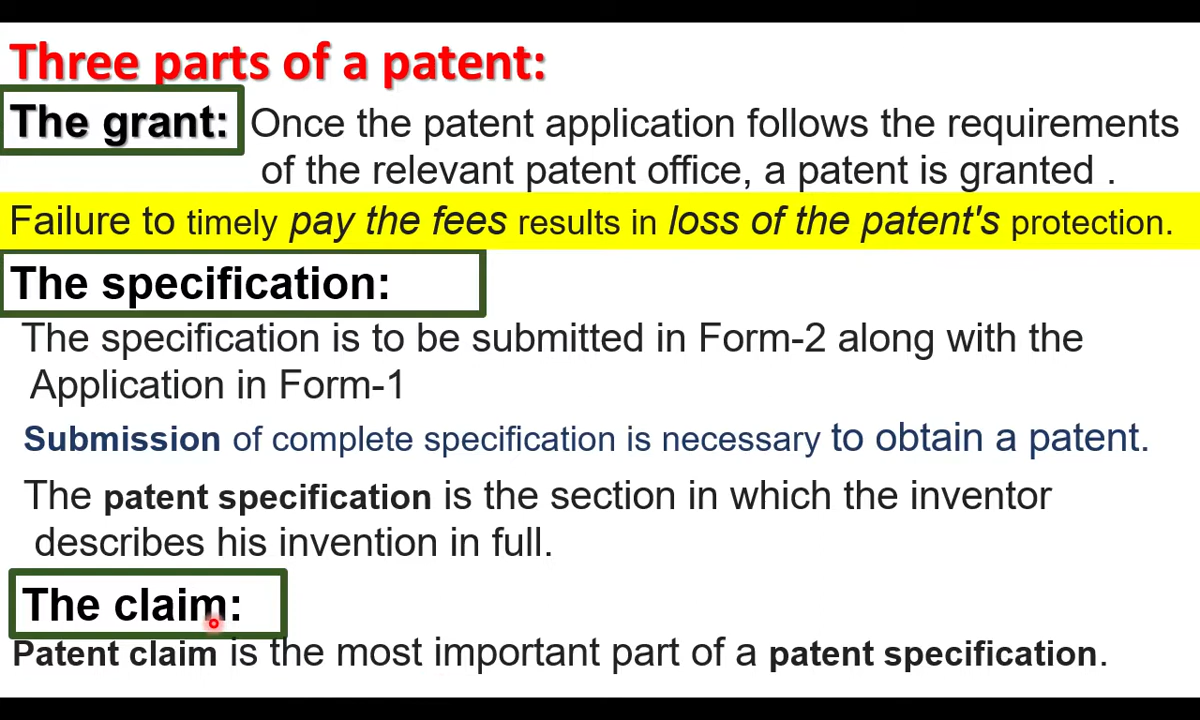 Three parts of a patent:
The grant: Once the patent application follows the requirements
of the relevant patent office, a patent is granted .
Failure to timely pay the fees results in loss of the patent's protection.
The specification:
The specification is to be submitted in Form-2 along with the
Application in Form-1
Submission of complete specification is necessary to obtain a patent.
The patent specification is the section in which the inventor
describes his invention in full.
The claim:
Patent claim is the most important part of a patent specification.